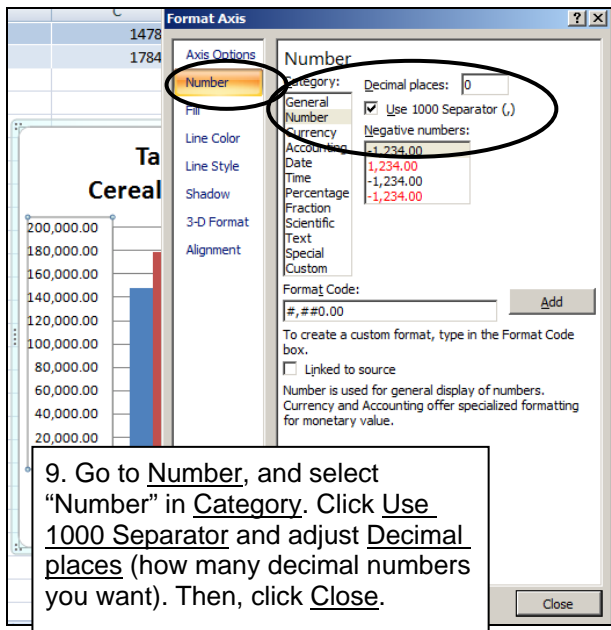 C
1478
1784
Ta
Cereal
200,000.00
180,000.00
160,000.00
140,000.00
120,000.00
100,000.00
80,000.00
60,000.00
40,000.00
20,000.00
Format Axis
Axis Options
Number
Fill
Line Color
Line Style
Shadow
3-D Format
Alignment
Number
Category:
General
Number
Currency
Accounting
Date
Time
Percentage
Fraction
Scientific
Text
Special
Custom
Decimal places: 0
Use 1000 Separator (,)
Negative numbers:
-1,234.00
1,234.00
-1,234.00
-1,234.00
Format Code:
#,##0.00
Add
To create a custom format, type in the Format Code
box.
Linked to source
Number is used for general display of numbers.
Currency and Accounting offer specialized formatting
for monetary value.
9. Go to Number, and select
“Number” in Category. Click Use
1000 Separator and adjust Decimal
places (how many decimal numbers
you want). Then, click Close.
Close